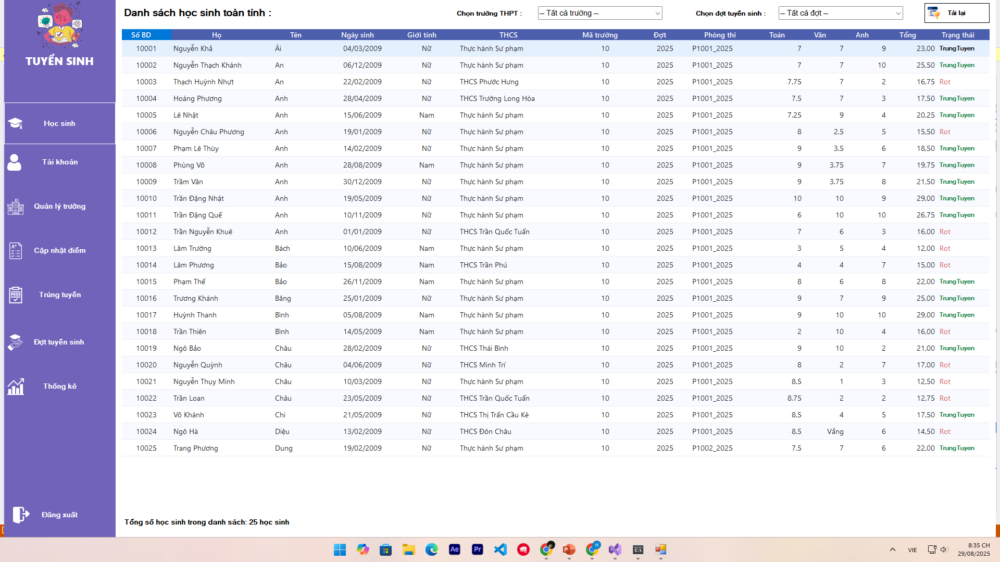 Danh sách học sinh toàn tỉnh :
Chọn trường THPT :
-- Tất cả trường --
Chọn đợt tuyển sinh :
-- Tất cả đợt --
Tải lại
TUYỂN SINH
Học sinh
Tài khoản
Quản lý trường
Cập nhật điểm
Trúng tuyển
Đợt tuyển sinh
Thống kê
Đăng xuất
Số BD Họ Tên Ngày sinh Giới tính THCS Mã trường Đợt Phòng thi Toán Văn Anh Tổng Trạng thái
10001 Nguyễn Khả Ái 04/03/2009 Nữ Thực hành Sư phạm 10 2025 P1001_2025 7 7 9 23,00 TrungTuyen
10002 Nguyễn Thạch Khánh An 06/12/2009 Nữ Thực hành Sư phạm 10 2025 P1001_2025 7 7 10 25,50 TrungTuyen
10003 Thạch Huỳnh Nhựt An 22/02/2009 Nữ THCS Phước Hưng 10 2025 P1001_2025 7.75 7 2 16,75 Rot
10004 Hoàng Phương Anh 28/04/2009 Nữ THCS Trường Long Hòa 10 2025 P1001_2025 7.5 7 3 17,50 TrungTuyen
10005 Lê Nhật Anh 15/06/2009 Nam Thực hành Sư phạm 10 2025 P1001_2025 7.25 9 4 20,25 TrungTuyen
10006 Nguyễn Châu Phương Anh 19/01/2009 Nữ Thực hành Sư phạm 10 2025 P1001_2025 8 2.5 5 15,50 Rot
10007 Phạm Lê Thùy Anh 14/02/2009 Nữ Thực hành Sư phạm 10 2025 P1001_2025 9 3.5 6 18,50 TrungTuyen
10008 Phùng Võ Anh 28/08/2009 Nam Thực hành Sư phạm 10 2025 P1001_2025 9 3.75 7 19,75 TrungTuyen
10009 Trầm Vân Anh 30/12/2009 Nữ Thực hành Sư phạm 10 2025 P1001_2025 9 3.75 8 21,50 TrungTuyen
10010 Trần Đặng Nhật Anh 19/05/2009 Nữ Thực hành Sư phạm 10 2025 P1001_2025 10 10 9 29,00 TrungTuyen
10011 Trần Đặng Quế Anh 10/11/2009 Nữ Thực hành Sư phạm 10 2025 P1001_2025 6 10 10 26,75 TrungTuyen
10012 Trần Nguyễn Khuê Anh 01/01/2009 Nữ THCS Trần Quốc Tuấn 10 2025 P1001_2025 7 6 3 16,00 Rot
10013 Lâm Trường Bách 10/06/2009 Nam Thực hành Sư phạm 10 2025 P1001_2025 3 5 4 12,00 Rot
10014 Lâm Phương Bảo 15/08/2009 Nam THCS Trần Phú 10 2025 P1001_2025 4 4 7 15,00 Rot
10015 Phạm Thế Bảo 26/11/2009 Nam Thực hành Sư phạm 10 2025 P1001_2025 8 6 8 22,00 TrungTuyen
10016 Trương Khánh Băng 25/01/2009 Nữ Thực hành Sư phạm 10 2025 P1001_2025 9 7 9 25,00 TrungTuyen
10017 Huỳnh Thanh Bình 05/08/2009 Nam Thực hành Sư phạm 10 2025 P1001_2025 9 10 10 29,00 TrungTuyen
10018 Trần Thiên Bình 14/05/2009 Nam Thực hành Sư phạm 10 2025 P1001_2025 2 10 4 16,00 Rot
10019 Ngô Bảo Châu 28/02/2009 Nữ THCS Thái Bình 10 2025 P1001_2025 9 10 2 21,00 TrungTuyen
10020 Nguyễn Quỳnh Châu 04/06/2009 Nữ THCS Minh Trí 10 2025 P1001_2025 8 2 7 17,00 Rot
10021 Nguyễn Thụy Minh Châu 10/03/2009 Nữ Thực hành Sư phạm 10 2025 P1001_2025 8.5 1 3 12,50 Rot
10022 Trần Loan Châu 23/05/2009 Nữ THCS Trần Quốc Tuấn 10 2025 P1001_2025 8.75 2 2 12,75 Rot
10023 Võ Khánh Chi 21/05/2009 Nữ THCS Thị Trấn Cầu Kè 10 2025 P1001_2025 8.5 4 5 17,50 TrungTuyen
10024 Ngô Hà Diệu 13/02/2009 Nữ THCS Đôn Châu 10 2025 P1001_2025 8.5 Vắng 6 14,50 Rot
10025 Trang Phương Dung 19/02/2009 Nữ Thực hành Sư phạm 10 2025 P1002_2025 7.5 7 6 22,00 TrungTuyen
Tổng số học sinh trong danh sách: 25 học sinh
Ae
Pr
H
P
C:\
VIE
8:35 CH
29/08/2025